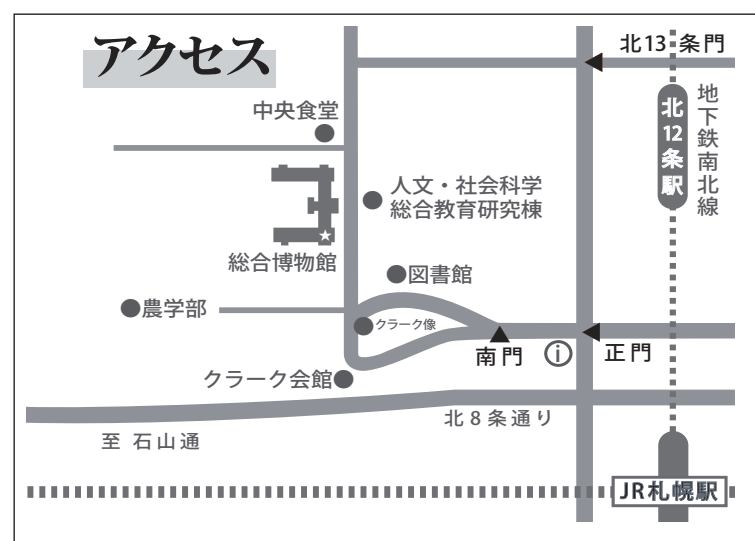 アクセス
北13条門
中央食堂
北12条駅
地下鉄南北線
人文・社会科学
総合教育研究棟
総合博物館
図書館
農学部
クラーク像
南門
i
正門
クラーク会館
北8条通り
至 石山通
JR札幌駅